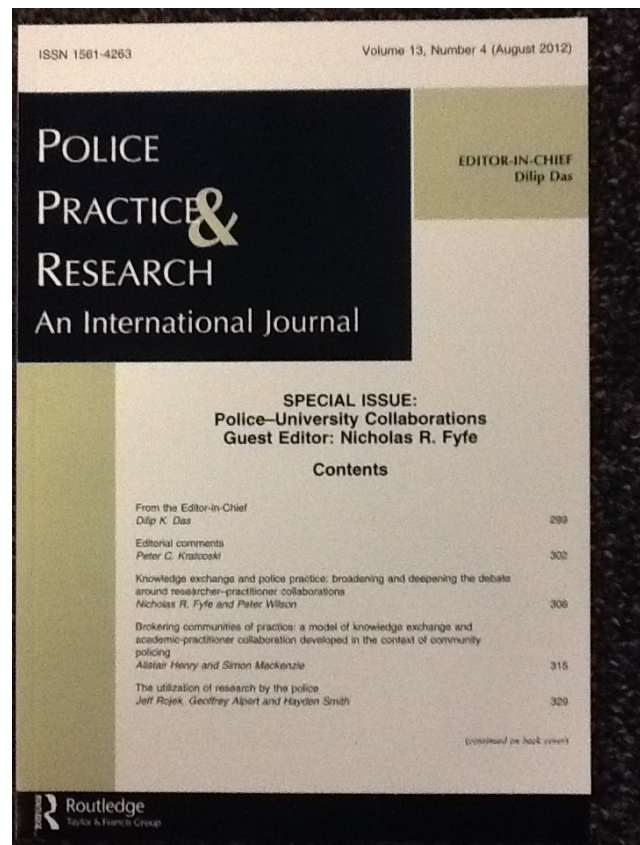 ISSN 1561-4263
Volume 13, Number 4 (August 2012)
POLICE
PRACTICE &
RESEARCH
An International Journal
EDITOR-IN-CHIEF
Dilip Das
SPECIAL ISSUE:
Police–University Collaborations
Guest Editor: Nicholas R. Fyfe
Contents
From the Editor-in-Chief
Dilip K. Das 299
Editorial comments
Peter C. Kratcoski 302
Knowledge exchange and police practice: broadening and deepening the debate
around researcher–practitioner collaborations
Nicholas R. Fyfe and Peter Wilson 306
Brokering communities of practice: a model of knowledge exchange and
academic-practitioner collaboration developed in the context of community
policing
Alistair Henry and Simon Mackenzie 315
The utilization of research by the police
Jeff Rojek, Geoffrey Alpert and Hayden Smith 329
(continued on back cover)
Routledge
Taylor & Francis Group